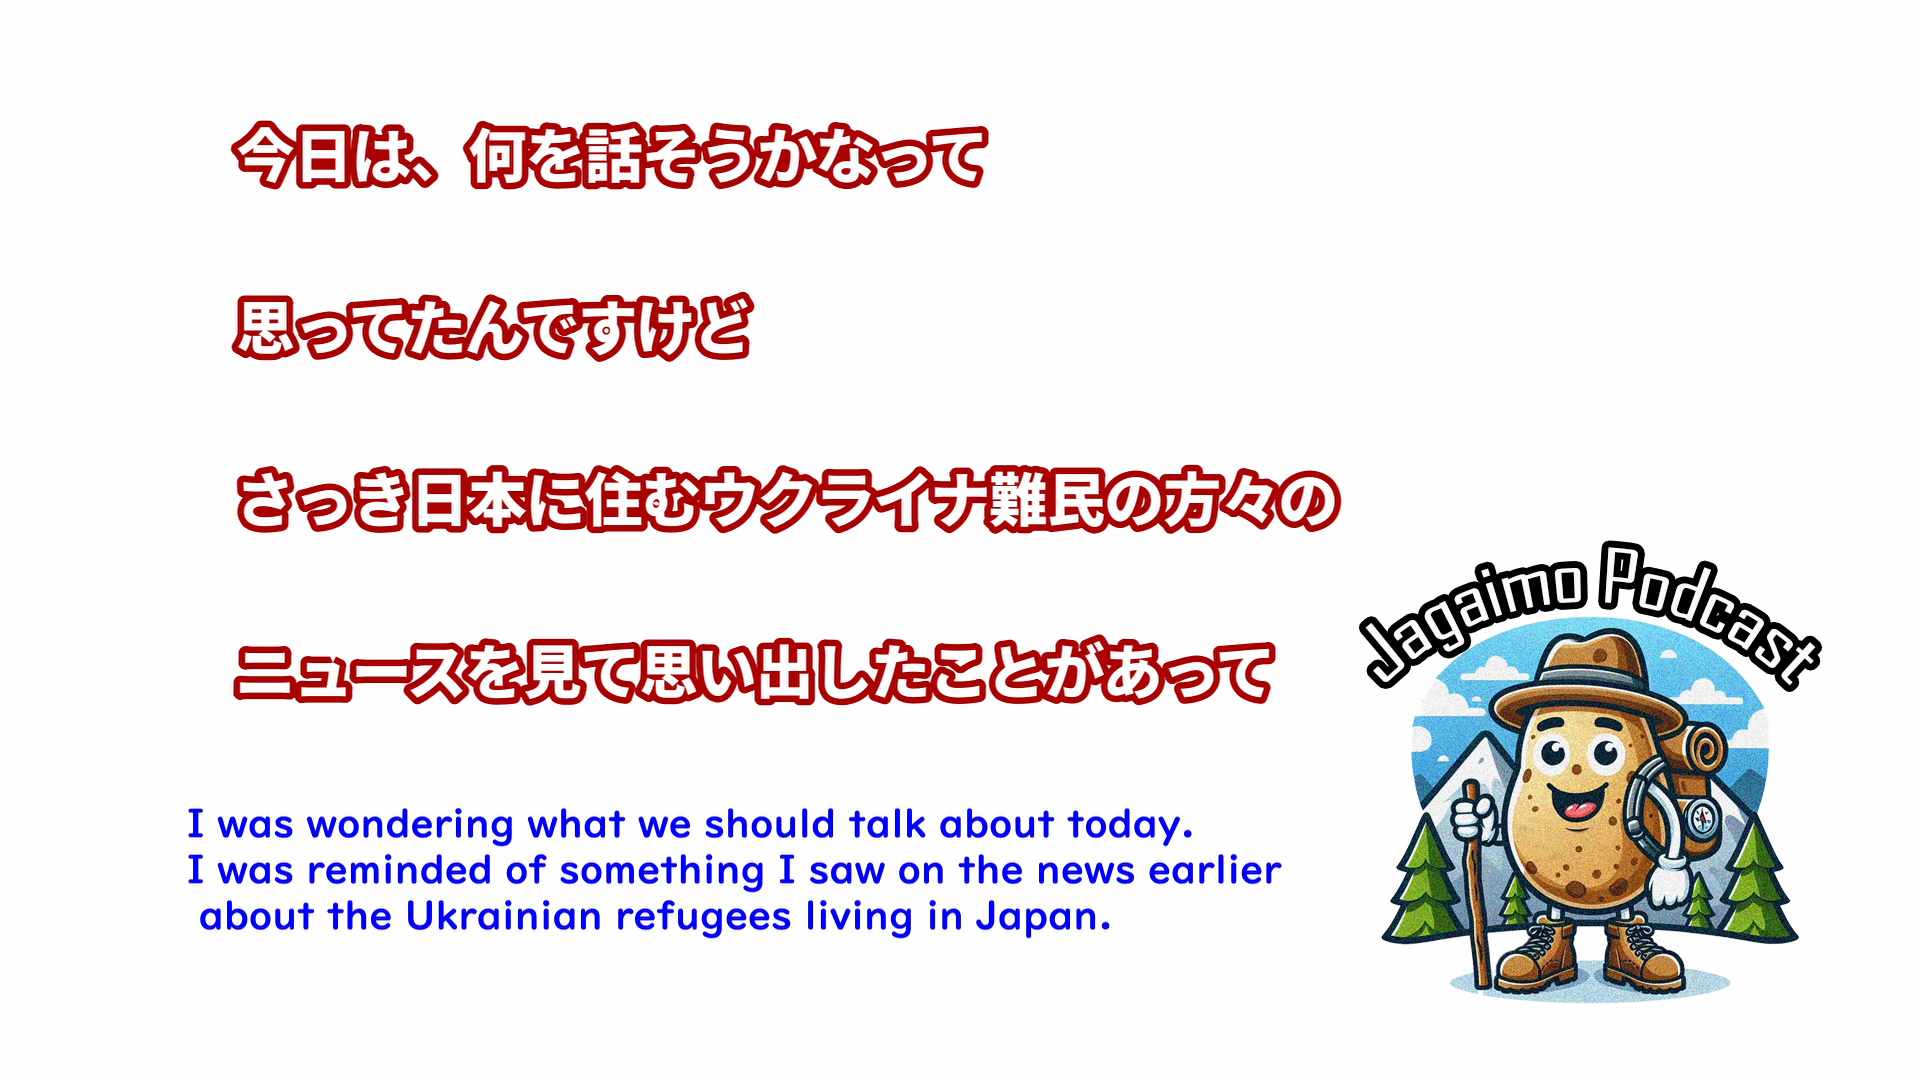 今日は、何を話そうかなって
思ってたんですけど
さっき日本に住むウクライナ難民の方々の
ニュースを見て思い出したことがあって
Jagaimo Podcast
I was wondering what we should talk about today.
I was reminded of something I saw on the news earlier
about the Ukrainian refugees living in Japan.